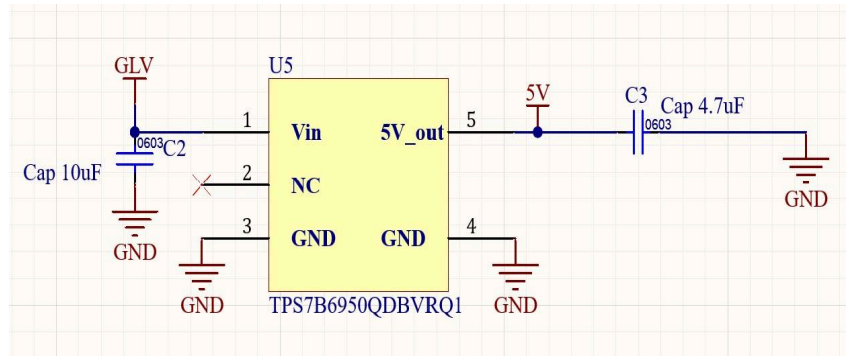 GLV
U5
5V
C3
Cap 4.7uF
0603
1
Vin
5V_out
5
0603
C2
Cap 10uF
2
NC
3
GND
GND
4
GND
GND
GND
GND
TPS7B6950QDBVRQ1